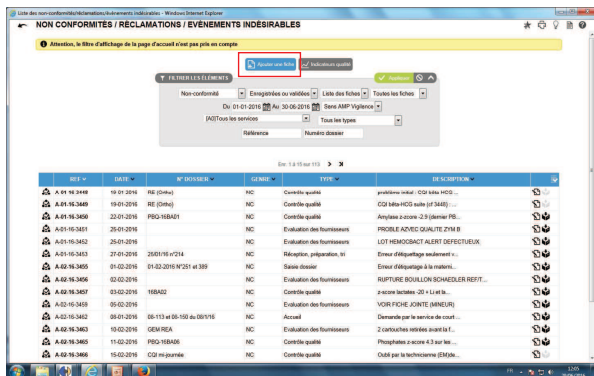 Liste des non-conformités/réclamations/évènements indésirables - Windows Internet Explorer
NON CONFORMITÉS / RÉCLAMATIONS / EVÈNEMENTS INDÉSIRABLES
Attention, le filtre d'affichage de la page d'accueil n'est pas pris en compte
Ajouter une fiche Indicateurs qualité
FILTRER LES ÉLÉMENTS
Non-conformité Enregistrées ou validées Liste des fiches Toutes les fiches
Du 01-01-2016 Au 30-06-2016 Sans AMP Vigilence
[A0]Tous les services Tous les types
Référence Numéro dossier
Enr. 1 à 15 sur 113
REF DATE N° DOSSIER GENRE TYPE DESCRIPTION
A-01-16-3448 19-01-2016 RE (Ortho) NC Contrôle qualité problème initial : CQI bêta HCG ...
A-01-16-3449 19-01-2016 RE (Ortho) NC Contrôle qualité CQI bêta-HCG suite (cf 3448) : ...
A-01-16-3450 22-01-2016 PBQ-16BA01 NC Contrôle qualité Amylase z-score -2.9 (dernier PB...
A-01-16-3451 25-01-2016 NC Evaluation des fournisseurs PROBLE AZVEC QUALITE ZYM B
A-01-16-3452 25-01-2016 NC Evaluation des fournisseurs LOT HEMOCBACT ALERT DEFECTUEUX
A-01-16-3453 27-01-2016 25/01/16 n°214 NC Réception, préparation, tri Erreur d'étiquettage seulement v...
A-02-16-3455 01-02-2016 01-02-2016 N°251 et 389 NC Saisie dossier Erreur d'étiquetage à la materni...
A-02-16-3456 02-02-2016 NC Evaluation des fournisseurs RUPTURE BOUILLON SCHAEDLER REF/T...
A-02-16-3457 03-02-2016 16BA02 NC Contrôle qualité z-score lactates -20 + Li et la...
A-02-16-3459 05-02-2016 NC Evaluation des fournisseurs VOIR FICHE JOINTE (MINEUR)
A-02-16-3462 08-01-2016 08-113 et 08-150 du 08/1/16 NC Accueil Demande par le service de court ...
A-02-16-3463 10-02-2016 GEM REA NC Evaluation des fournisseurs 2 cartouches retirées avant la f...
A-02-16-3465 11-02-2016 PBQ-16BA06 NC Contrôle qualité Phosphates z-score 4.3 sur les ...
A-02-16-3466 15-02-2016 CQI mi-journée NC Contrôle qualité Oubli par la technicienne (EM)de...
FR 12:05